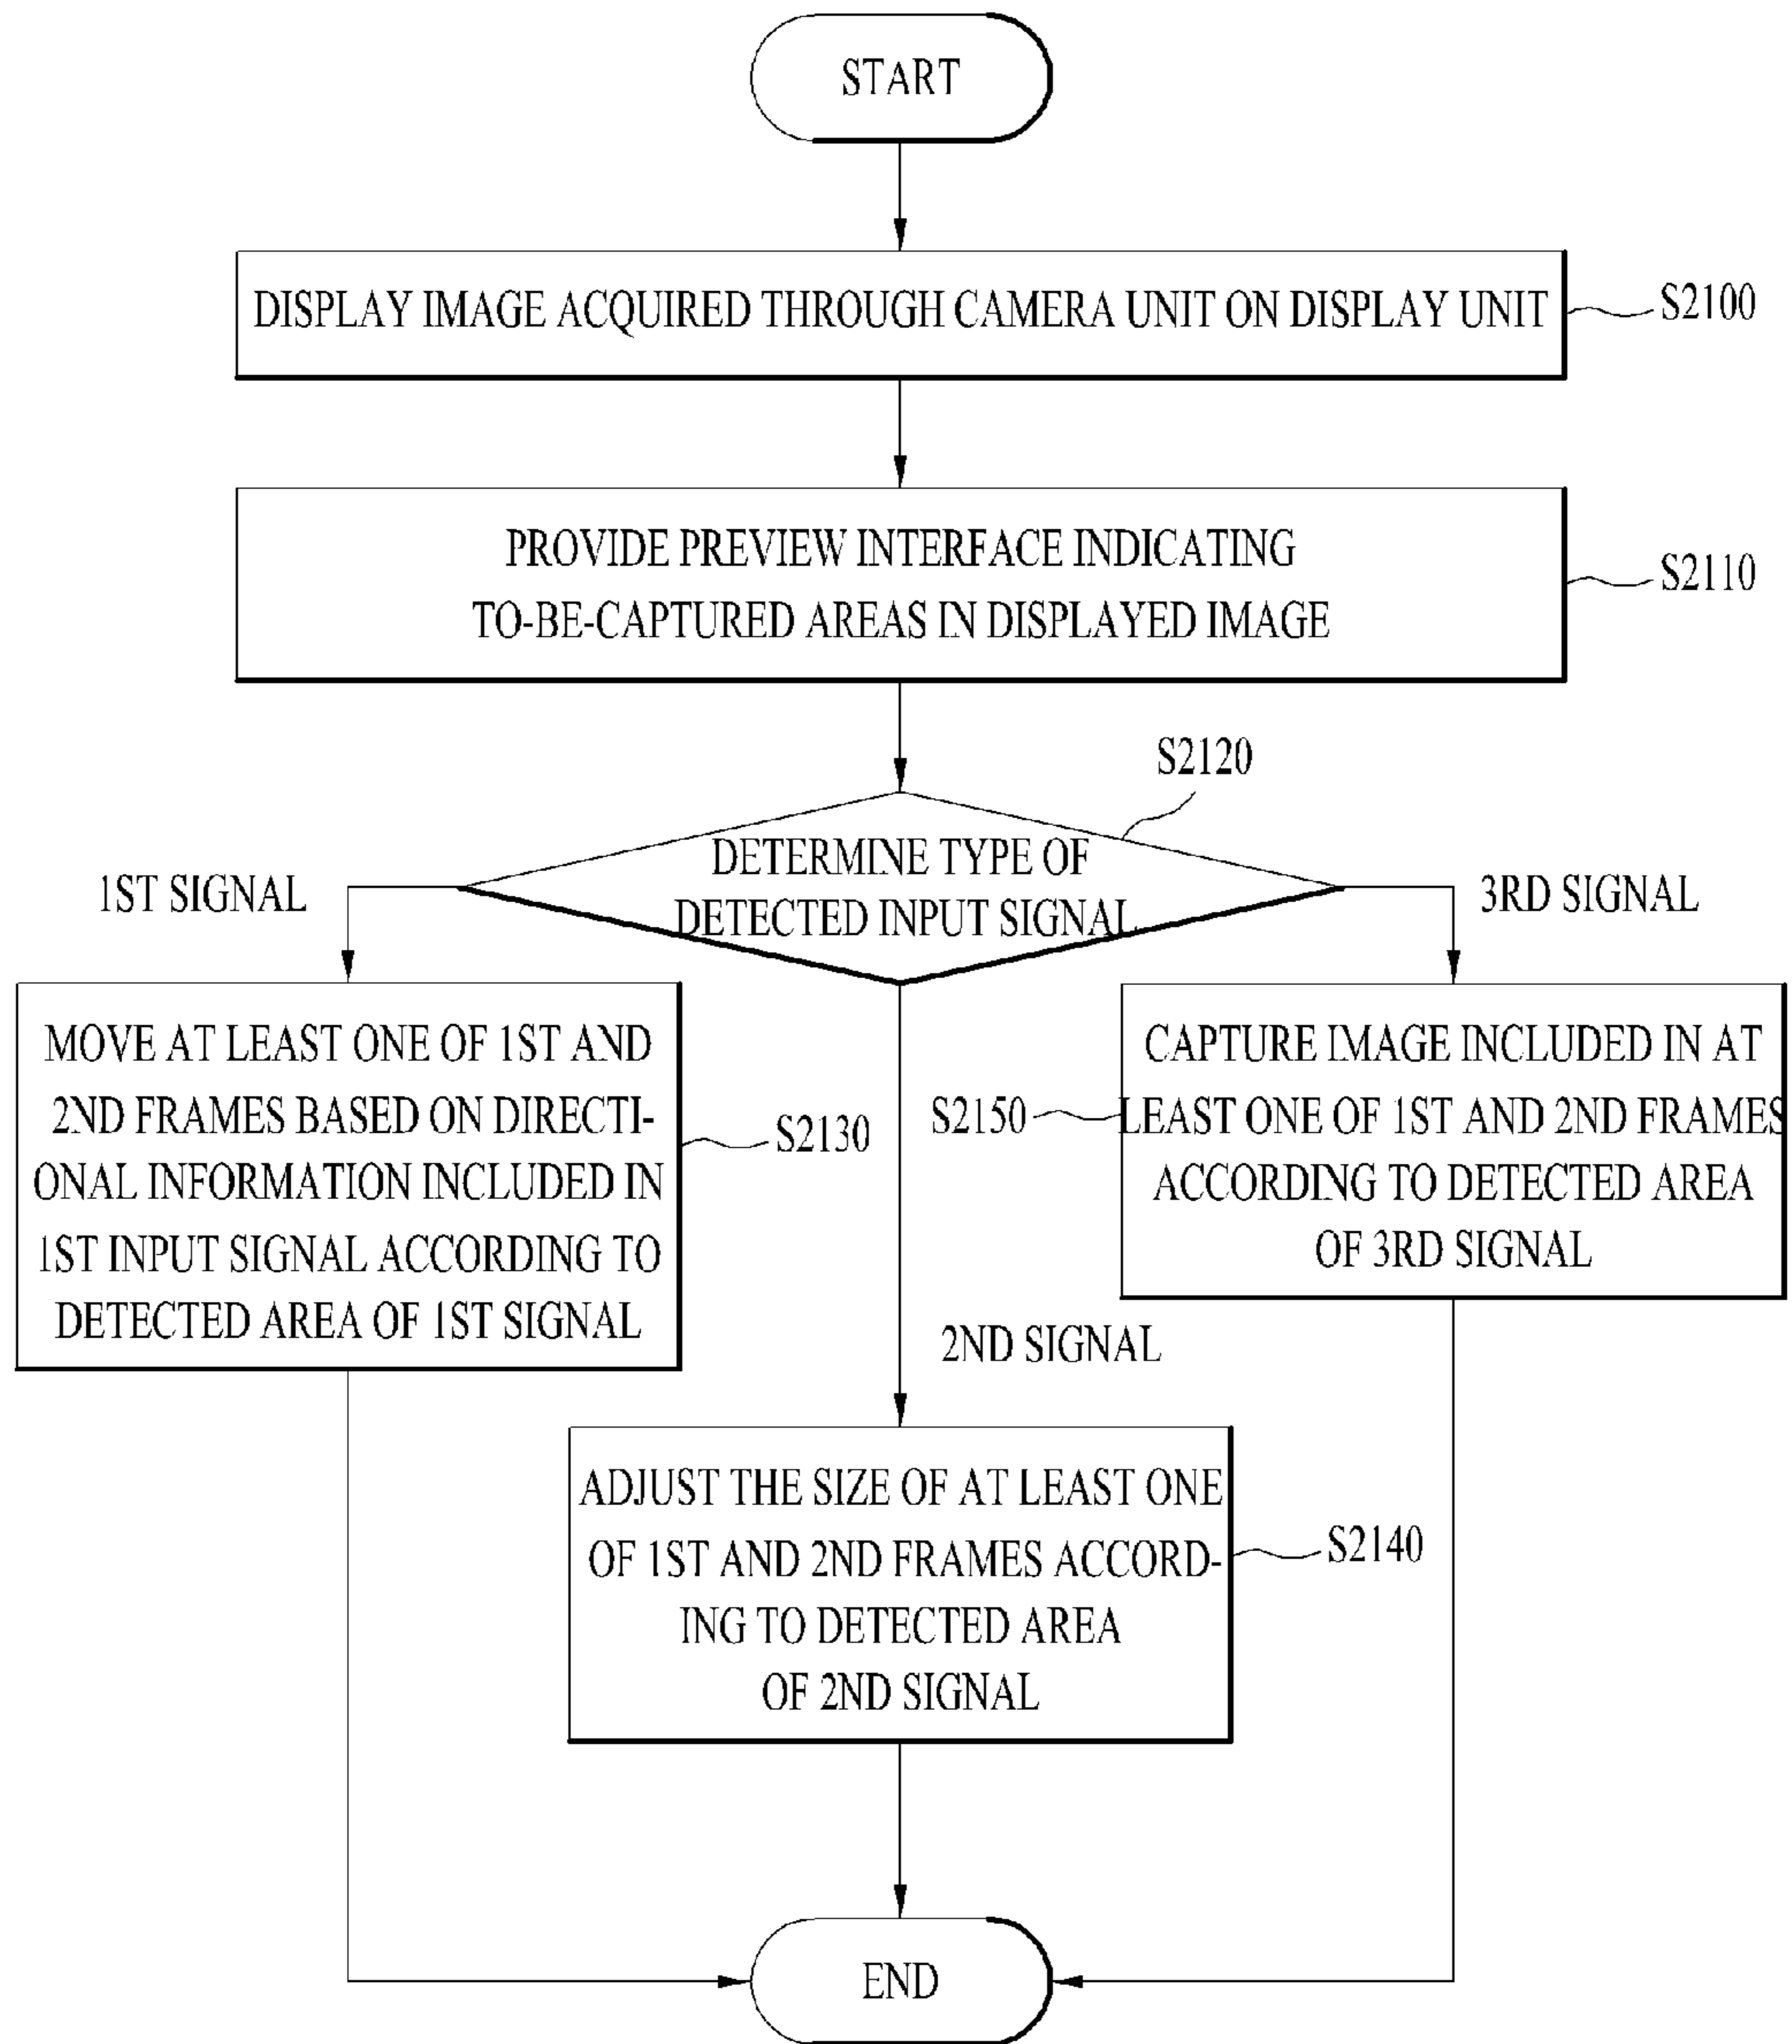 START
DISPLAY IMAGE ACQUIRED THROUGH CAMERA UNIT ON DISPLAY UNIT
S2100
PROVIDE PREVIEW INTERFACE INDICATING
TO-BE-CAPTURED AREAS IN DISPLAYED IMAGE
S2110
S2120
DETERMINE TYPE OF
DETECTED INPUT SIGNAL
1ST SIGNAL
3RD SIGNAL
MOVE AT LEAST ONE OF 1ST AND
2ND FRAMES BASED ON DIRECTI-
ONAL INFORMATION INCLUDED IN
1ST INPUT SIGNAL ACCORDING TO
DETECTED AREA OF 1ST SIGNAL
S2130
S2150
CAPTURE IMAGE INCLUDED IN AT
LEAST ONE OF 1ST AND 2ND FRAMES
ACCORDING TO DETECTED AREA
OF 3RD SIGNAL
2ND SIGNAL
ADJUST THE SIZE OF AT LEAST ONE
OF 1ST AND 2ND FRAMES ACCORD-
ING TO DETECTED AREA
OF 2ND SIGNAL
S2140
END